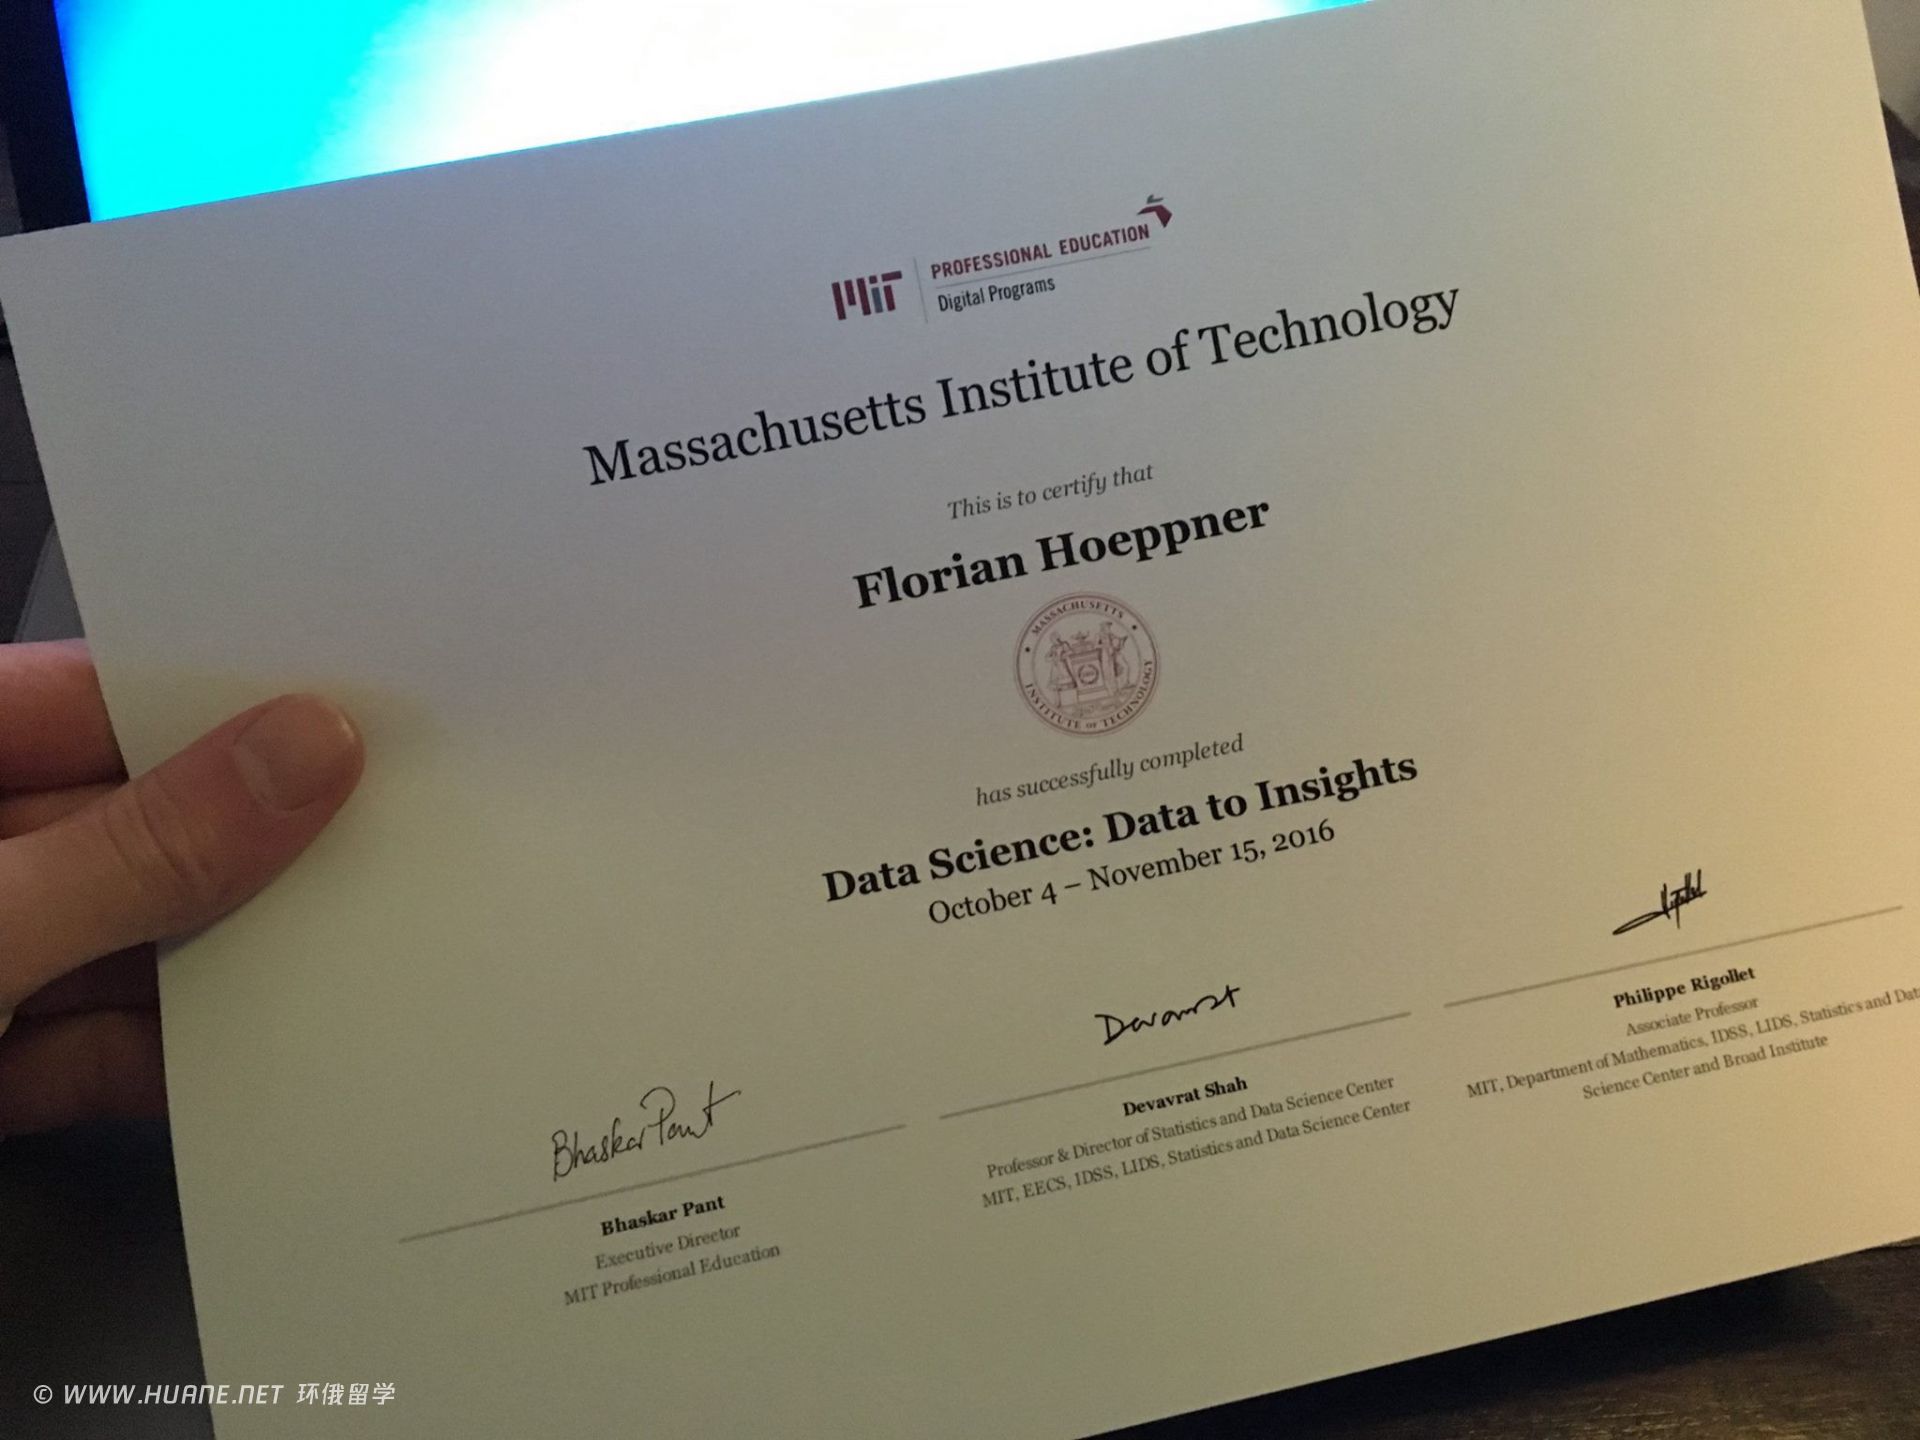 MIT PROFESSIONAL EDUCATION
Digital Programs
Massachusetts Institute of Technology
This is to certify that
Florian Hoeppner
MASSACHUSETTS INSTITUTE OF TECHNOLOGY
has successfully completed
Data Science: Data to Insights
October 4 – November 15, 2016
Bhaskar Pant
Bhaskar Pant
Executive Director
MIT Professional Education
Devavrat
Devavrat Shah
Professor & Director of Statistics and Data Science Center
MIT, EECS, IDSS, LIDS, Statistics and Data Science Center
Philippe Rigollet
Associate Professor
MIT, Department of Mathematics, IDSS, LIDS, Statistics and Data
Science Center and Broad Institute
© WWW.HUANE.NET 环俄留学